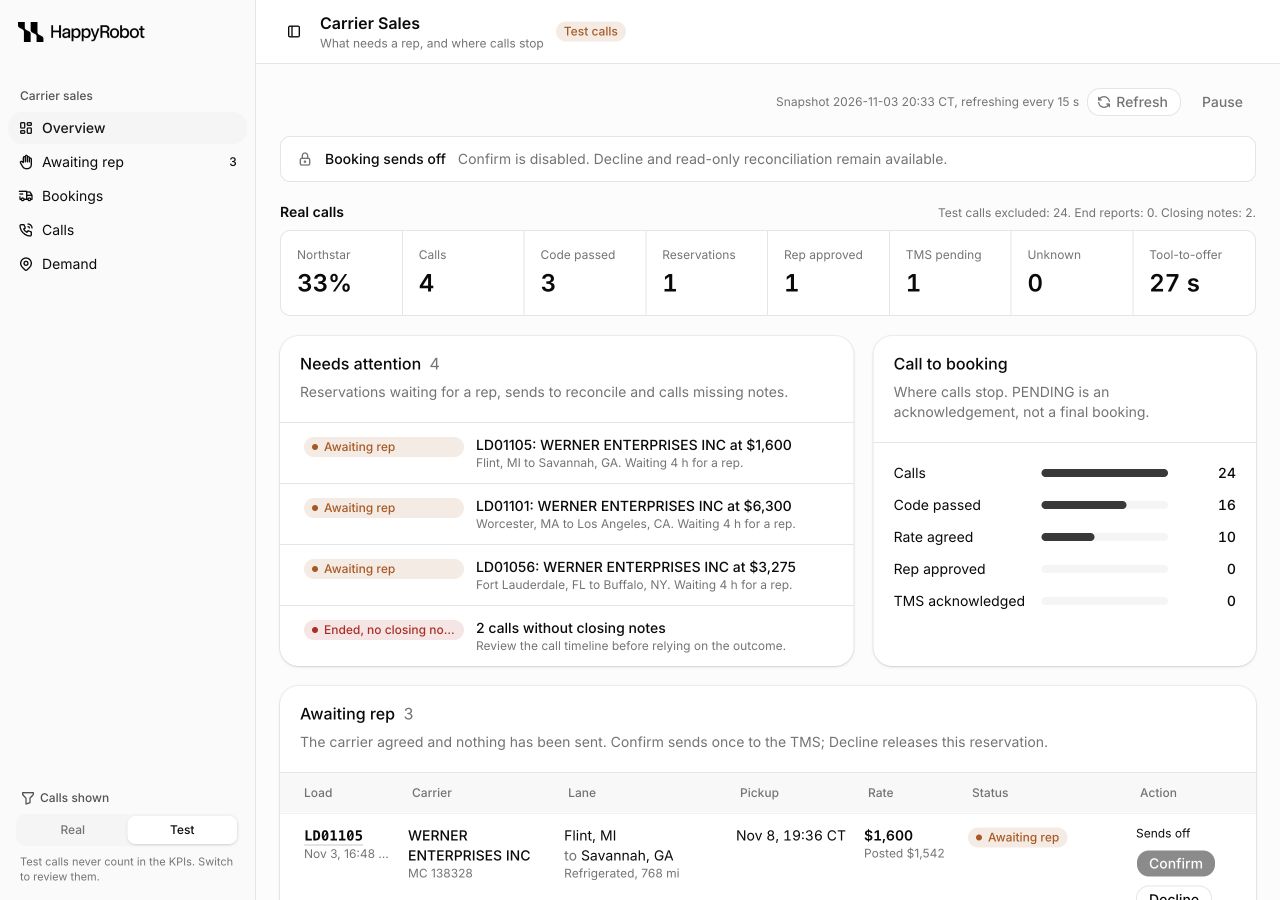 HappyRobot
Carrier sales
Overview
Awaiting rep 3
Bookings
Calls
Demand
Calls shown
Real Test
Test calls never count in the KPIs. Switch
to review them.
Carrier Sales
What needs a rep, and where calls stop
Test calls
Snapshot 2026-11-03 20:33 CT, refreshing every 15 s Refresh Pause
Booking sends off Confirm is disabled. Decline and read-only reconciliation remain available.
Real calls Test calls excluded: 24. End reports: 0. Closing notes: 2.
Northstar Calls Code passed Reservations Rep approved TMS pending Unknown Tool-to-offer
33% 4 3 1 1 1 0 27 s
Needs attention 4
Reservations waiting for a rep, sends to reconcile and calls missing notes.
Awaiting rep LD01105: WERNER ENTERPRISES INC at $1,600
Flint, MI to Savannah, GA. Waiting 4 h for a rep.
Awaiting rep LD01101: WERNER ENTERPRISES INC at $6,300
Worcester, MA to Los Angeles, CA. Waiting 4 h for a rep.
Awaiting rep LD01056: WERNER ENTERPRISES INC at $3,275
Fort Lauderdale, FL to Buffalo, NY. Waiting 4 h for a rep.
Ended, no closing no... 2 calls without closing notes
Review the call timeline before relying on the outcome.
Call to booking
Where calls stop. PENDING is an
acknowledgement, not a final booking.
Calls 24
Code passed 16
Rate agreed 10
Rep approved 0
TMS acknowledged 0
Awaiting rep 3
The carrier agreed and nothing has been sent. Confirm sends once to the TMS; Decline releases this reservation.
Load Carrier Lane Pickup Rate Status Action
LD01105 WERNER Flint, MI Nov 8, 19:36 CT $1,600 Awaiting rep Sends off
Nov 3, 16:48 ... ENTERPRISES INC to Savannah, GA Posted $1,542
MC 138328 Refrigerated, 768 mi Confirm
Decline